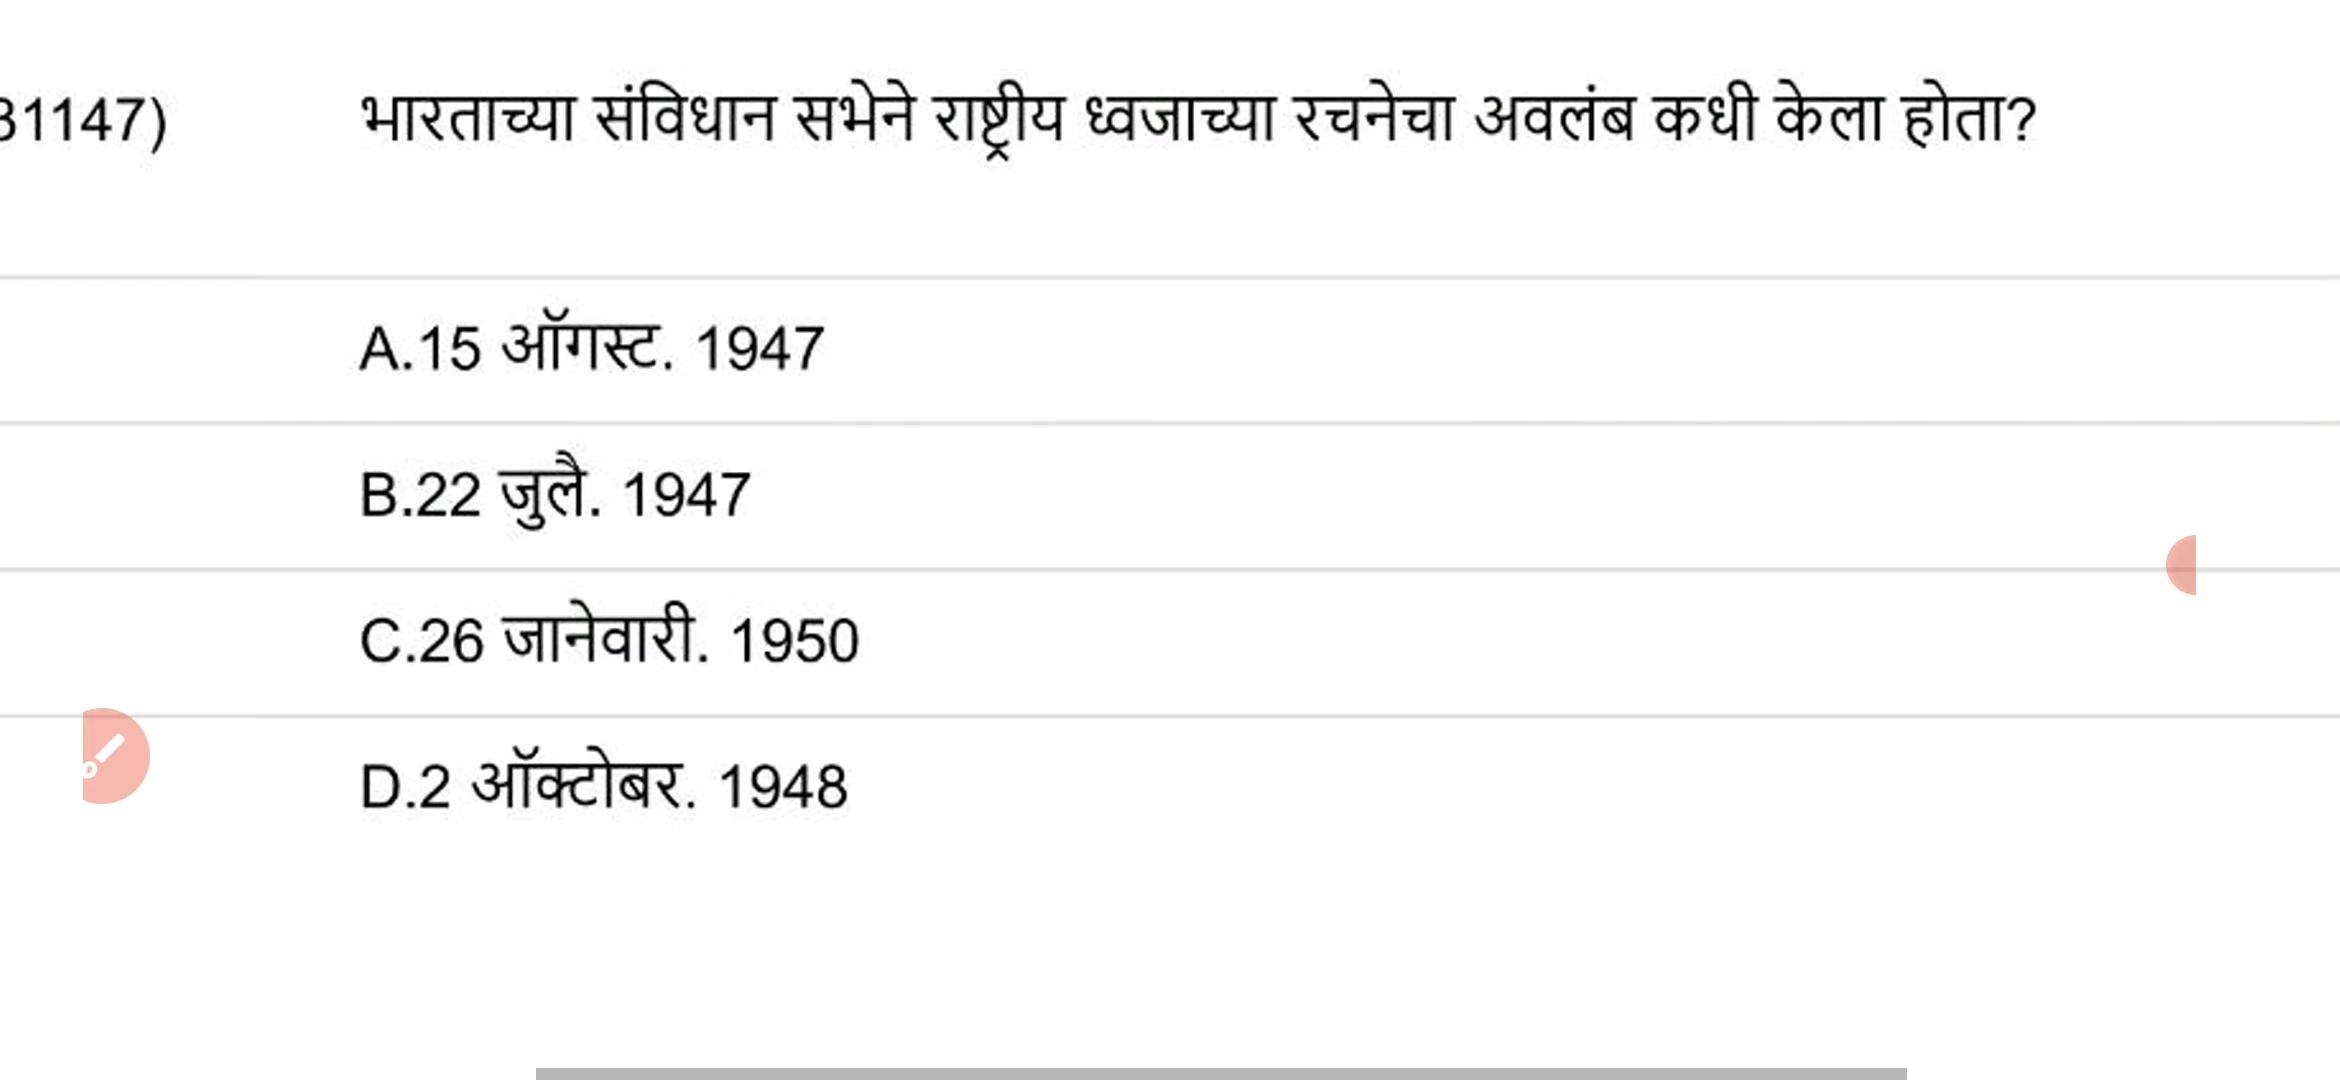 31147) भारताच्या संविधान सभेने राष्ट्रीय ध्वजाच्या रचनेचा अवलंब कधी केला होता?
A.15 ऑगस्ट. 1947
B.22 जुलै. 1947
C.26 जानेवारी. 1950
D.2 ऑक्टोबर. 1948